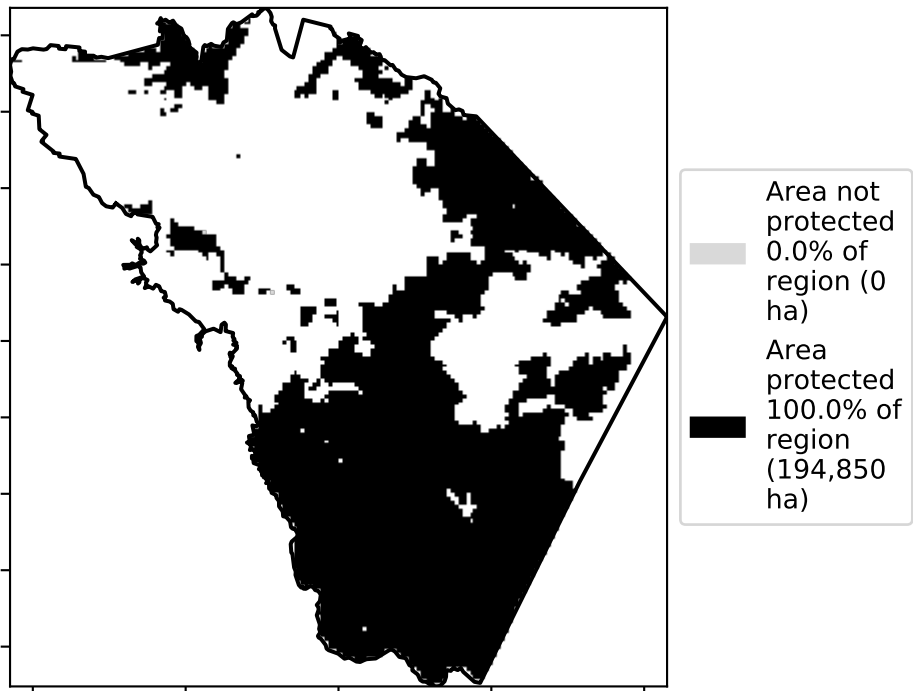 Area not
protected
0.0% of
region (0
ha)
Area
protected
100.0% of
region
(194,850
ha)